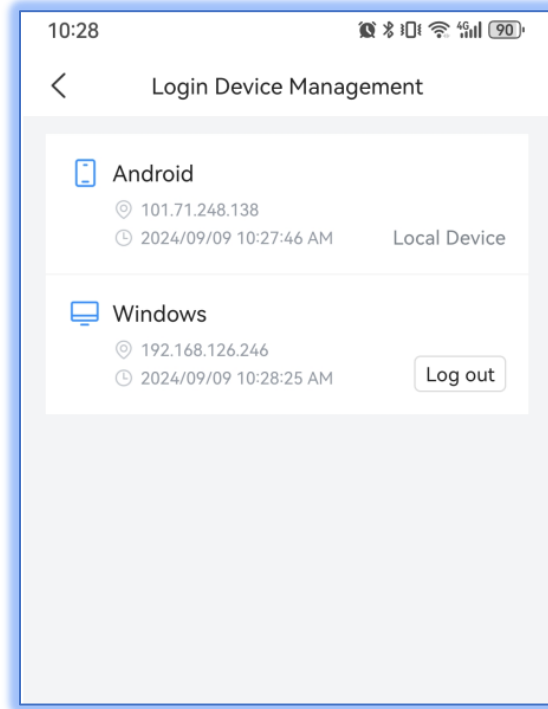 10:28 4G 90
Login Device Management
Android
101.71.248.138
2024/09/09 10:27:46 AM Local Device
Windows
192.168.126.246
2024/09/09 10:28:25 AM Log out